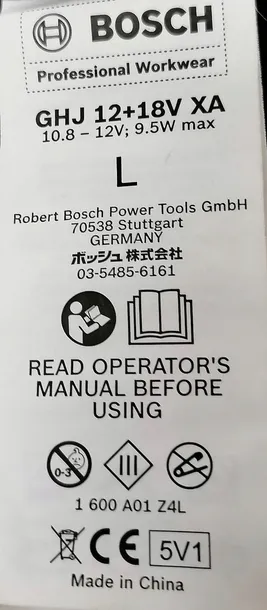 BOSCH
Professional Workwear
GHJ 12+18V XA
10.8 – 12V; 9.5W max
L
Robert Bosch Power Tools GmbH
70538 Stuttgart
GERMANY
ボッシュ株式会社
03-5485-6161
READ OPERATOR'S
MANUAL BEFORE
USING
0-3
1 600 A01 Z4L
CE 5V1
Made in China